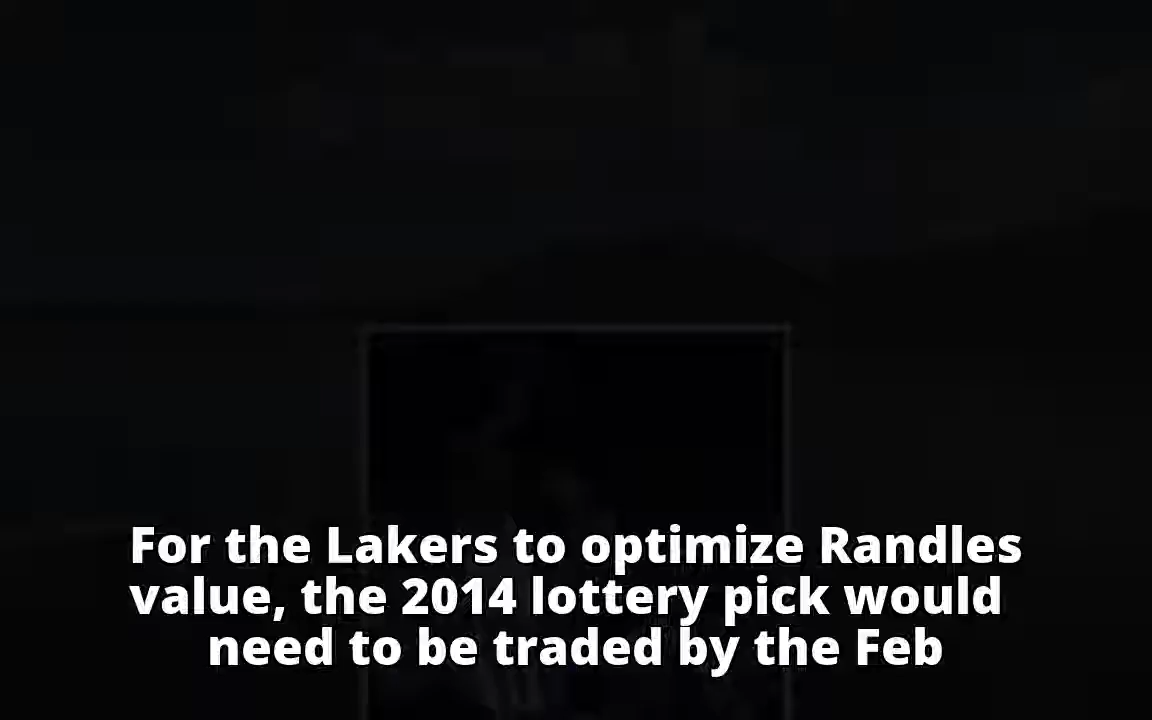 For the Lakers to optimize Randles
value, the 2014 lottery pick would
need to be traded by the Feb